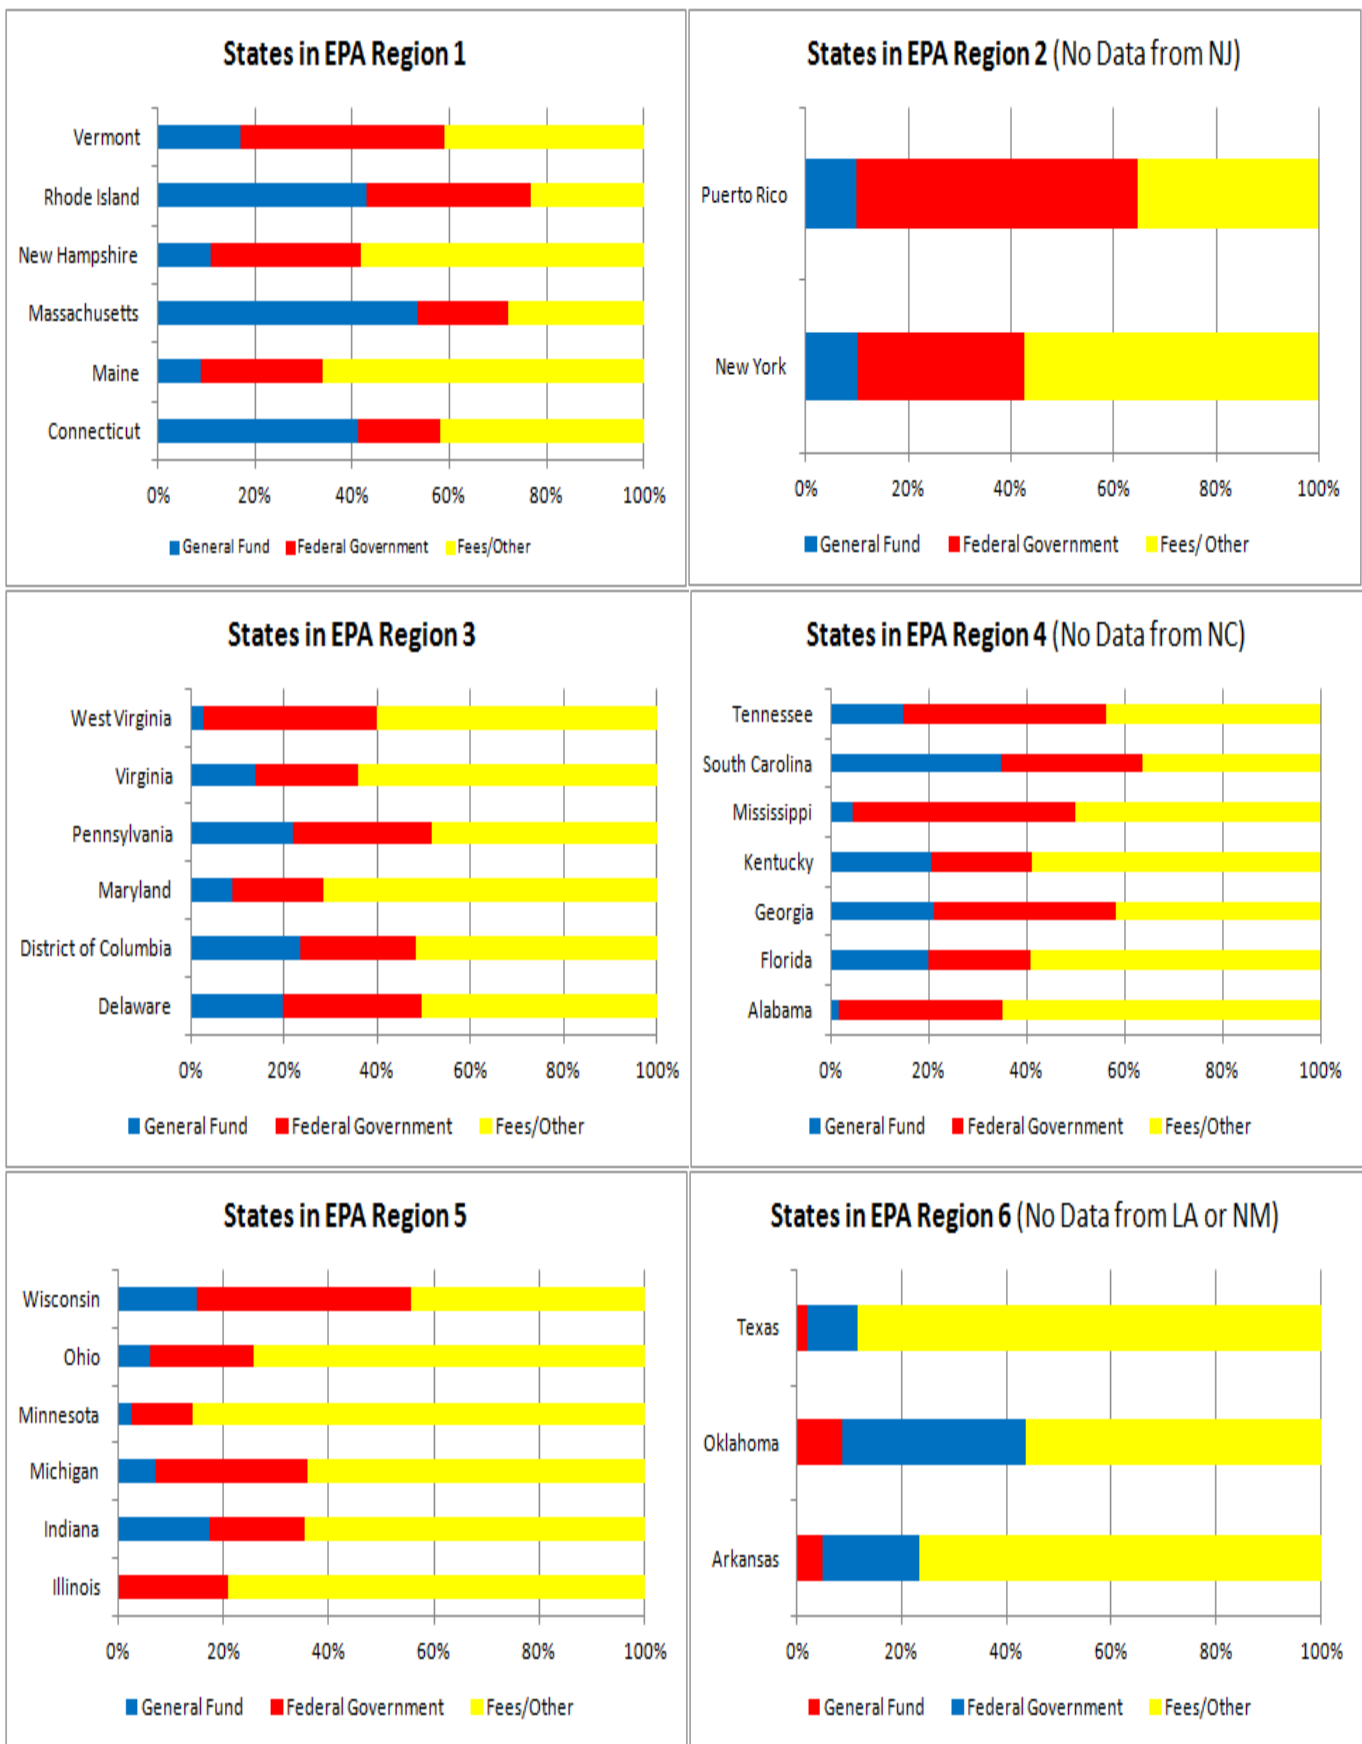 States in EPA Region 1
Vermont
Rhode Island
New Hampshire
Massachusetts
Maine
Connecticut
0% 20% 40% 60% 80% 100%
General Fund Federal Government Fees/Other
States in EPA Region 2 (No Data from NJ)
Puerto Rico
New York
0% 20% 40% 60% 80% 100%
General Fund Federal Government Fees/ Other
States in EPA Region 3
West Virginia
Virginia
Pennsylvania
Maryland
District of Columbia
Delaware
0% 20% 40% 60% 80% 100%
General Fund Federal Government Fees/Other
States in EPA Region 4 (No Data from NC)
Tennessee
South Carolina
Mississippi
Kentucky
Georgia
Florida
Alabama
0% 20% 40% 60% 80% 100%
General Fund Federal Government Fees/Other
States in EPA Region 5
Wisconsin
Ohio
Minnesota
Michigan
Indiana
Illinois
0% 20% 40% 60% 80% 100%
General Fund Federal Government Fees/Other
States in EPA Region 6 (No Data from LA or NM)
Texas
Oklahoma
Arkansas
0% 20% 40% 60% 80% 100%
General Fund Federal Government Fees/Other